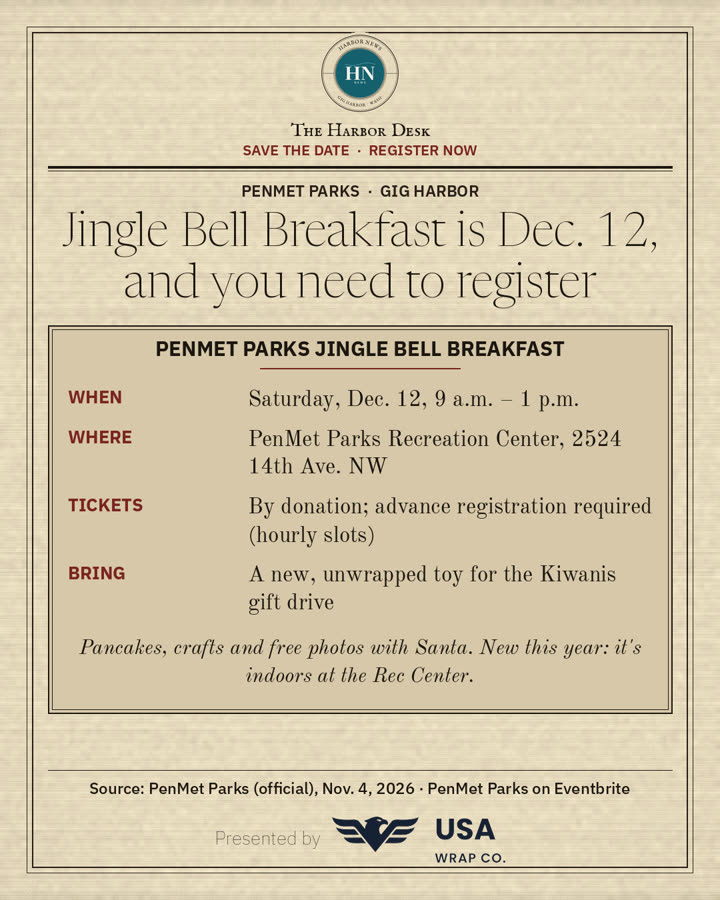 HARBOR NEWS
HN
NEWS
GIG HARBOR · WASH
The Harbor Desk
SAVE THE DATE · REGISTER NOW
PENMET PARKS · GIG HARBOR
Jingle Bell Breakfast is Dec. 12,
and you need to register
PENMET PARKS JINGLE BELL BREAKFAST
WHEN
Saturday, Dec. 12, 9 a.m. – 1 p.m.
WHERE
PenMet Parks Recreation Center, 2524
14th Ave. NW
TICKETS
By donation; advance registration required
(hourly slots)
BRING
A new, unwrapped toy for the Kiwanis
gift drive
Pancakes, crafts and free photos with Santa. New this year: it's
indoors at the Rec Center.
Source: PenMet Parks (official), Nov. 4, 2026 · PenMet Parks on Eventbrite
Presented by
USA
WRAP CO.